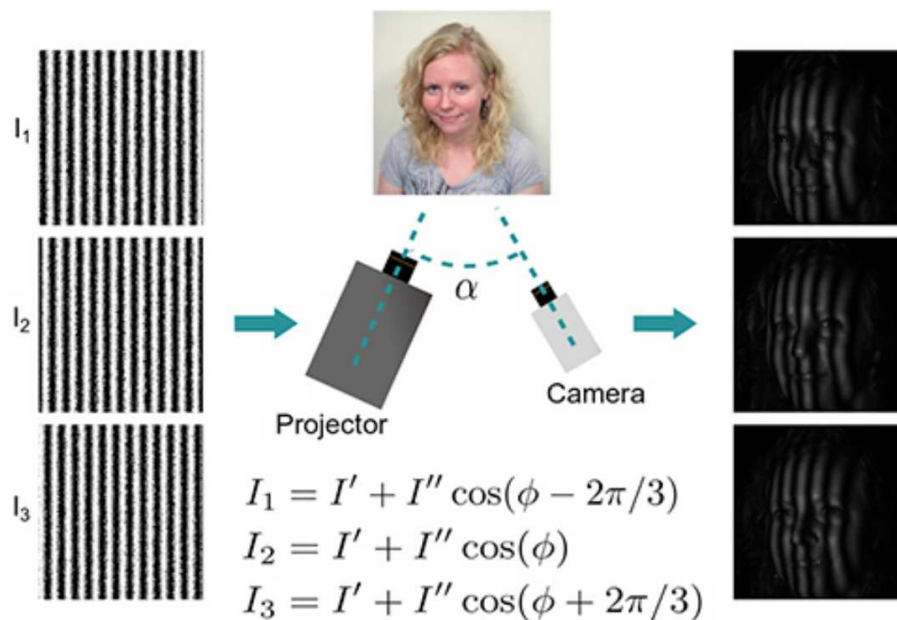 I₁
I₂
I₃
α
Projector
Camera
I₁ = I′ + I″ cos(ϕ − 2π/3)
I₂ = I′ + I″ cos(ϕ)
I₃ = I′ + I″ cos(ϕ + 2π/3)